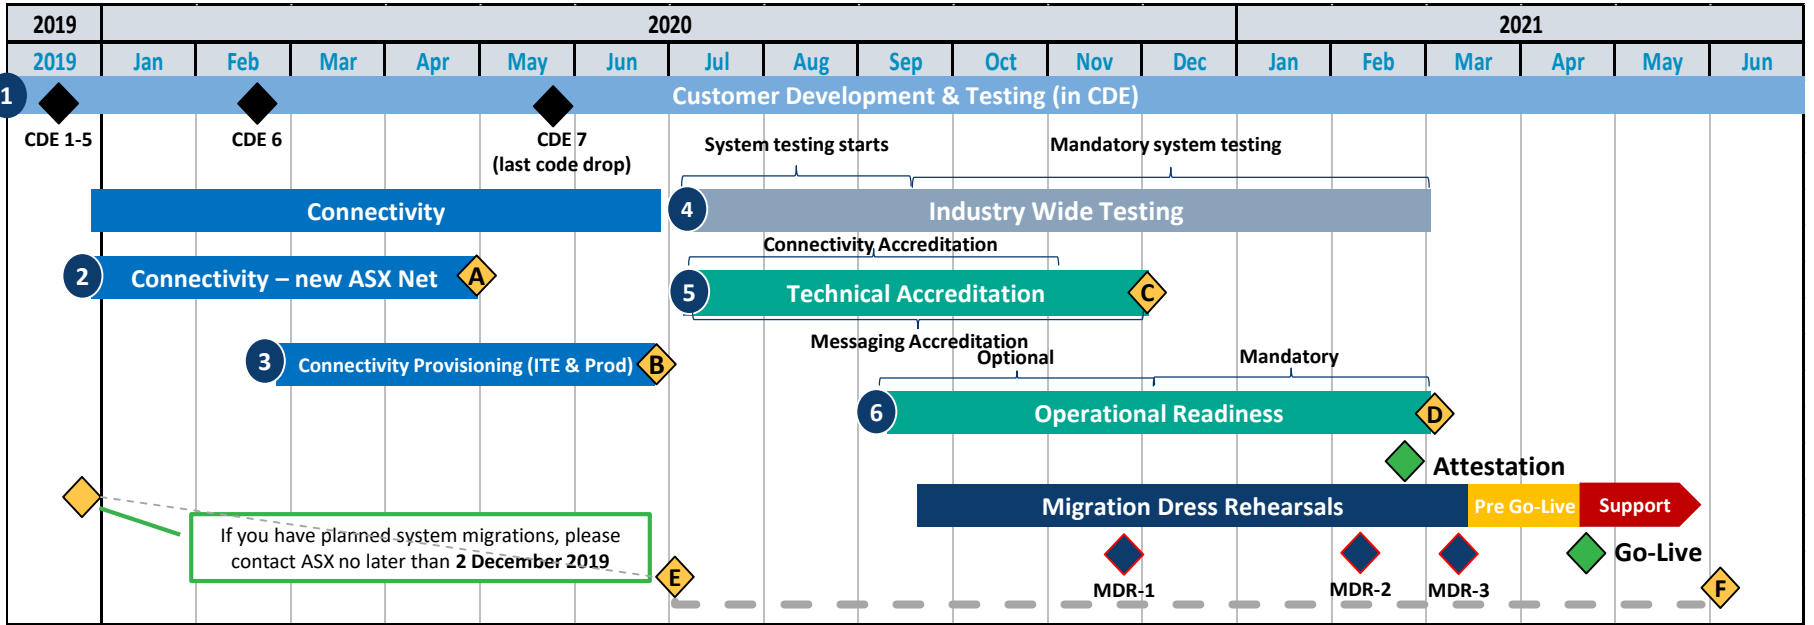 2019
2020
2021
2019
Jan
Feb
Mar
Apr
May
Jun
Jul
Aug
Sep
Oct
Nov
Dec
Jan
Feb
Mar
Apr
May
Jun
1
Customer Development & Testing (in CDE)
CDE 1-5
CDE 6
CDE 7
(last code drop)
System testing starts
Mandatory system testing
Connectivity
4
Industry Wide Testing
Connectivity Accreditation
2
Connectivity – new ASX Net
A
5
Technical Accreditation
C
Messaging Accreditation
3
Connectivity Provisioning (ITE & Prod)
B
Optional
Mandatory
6
Operational Readiness
D
Attestation
Migration Dress Rehearsals
Pre Go-Live
Support
If you have planned system migrations, please
contact ASX no later than 2 December 2019
E
MDR-1
MDR-2
MDR-3
Go-Live
F